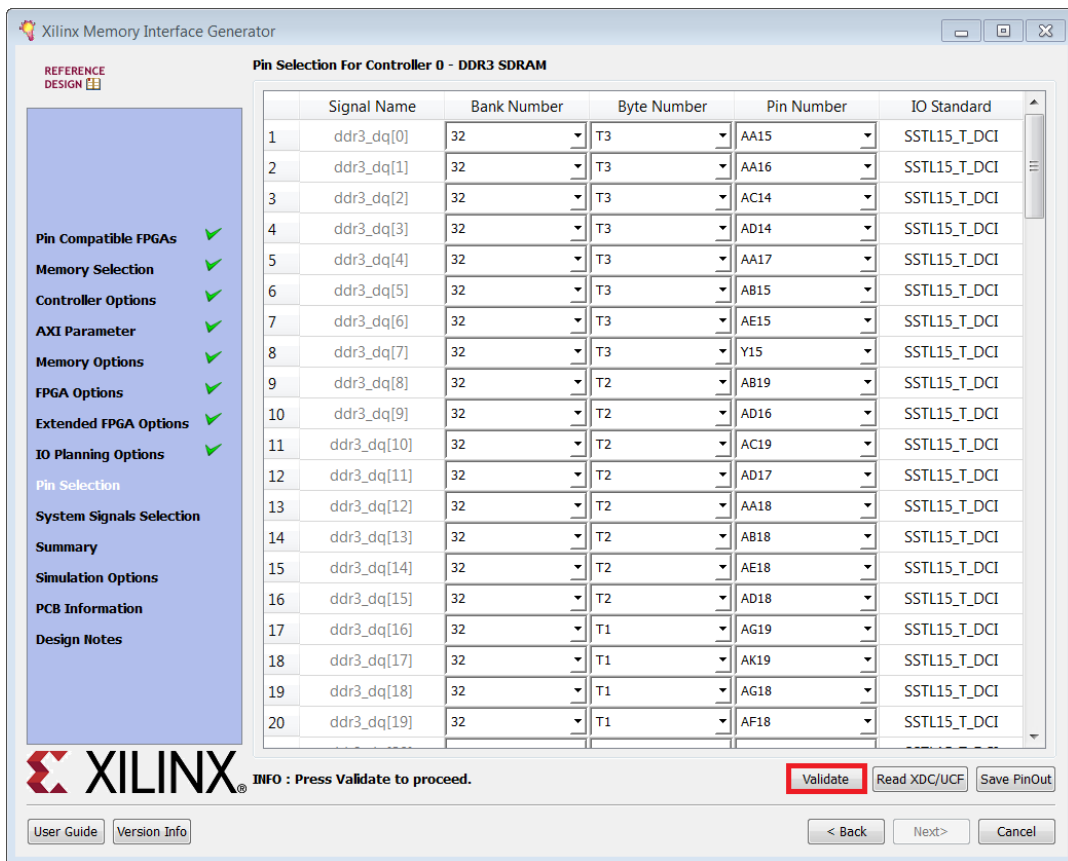 Xilinx Memory Interface Generator
REFERENCE
DESIGN
Pin Compatible FPGAs
Memory Selection
Controller Options
AXI Parameter
Memory Options
FPGA Options
Extended FPGA Options
IO Planning Options
Pin Selection
System Signals Selection
Summary
Simulation Options
PCB Information
Design Notes
XILINX®
Pin Selection For Controller 0 - DDR3 SDRAM
Signal Name Bank Number Byte Number Pin Number IO Standard
1 ddr3_dq[0] 32 T3 AA15 SSTL15_T_DCI
2 ddr3_dq[1] 32 T3 AA16 SSTL15_T_DCI
3 ddr3_dq[2] 32 T3 AC14 SSTL15_T_DCI
4 ddr3_dq[3] 32 T3 AD14 SSTL15_T_DCI
5 ddr3_dq[4] 32 T3 AA17 SSTL15_T_DCI
6 ddr3_dq[5] 32 T3 AB15 SSTL15_T_DCI
7 ddr3_dq[6] 32 T3 AE15 SSTL15_T_DCI
8 ddr3_dq[7] 32 T3 Y15 SSTL15_T_DCI
9 ddr3_dq[8] 32 T2 AB19 SSTL15_T_DCI
10 ddr3_dq[9] 32 T2 AD16 SSTL15_T_DCI
11 ddr3_dq[10] 32 T2 AC19 SSTL15_T_DCI
12 ddr3_dq[11] 32 T2 AD17 SSTL15_T_DCI
13 ddr3_dq[12] 32 T2 AA18 SSTL15_T_DCI
14 ddr3_dq[13] 32 T2 AB18 SSTL15_T_DCI
15 ddr3_dq[14] 32 T2 AE18 SSTL15_T_DCI
16 ddr3_dq[15] 32 T2 AD18 SSTL15_T_DCI
17 ddr3_dq[16] 32 T1 AG19 SSTL15_T_DCI
18 ddr3_dq[17] 32 T1 AK19 SSTL15_T_DCI
19 ddr3_dq[18] 32 T1 AG18 SSTL15_T_DCI
20 ddr3_dq[19] 32 T1 AF18 SSTL15_T_DCI
INFO : Press Validate to proceed.
Validate Read XDC/UCF Save PinOut
User Guide Version Info < Back Next> Cancel